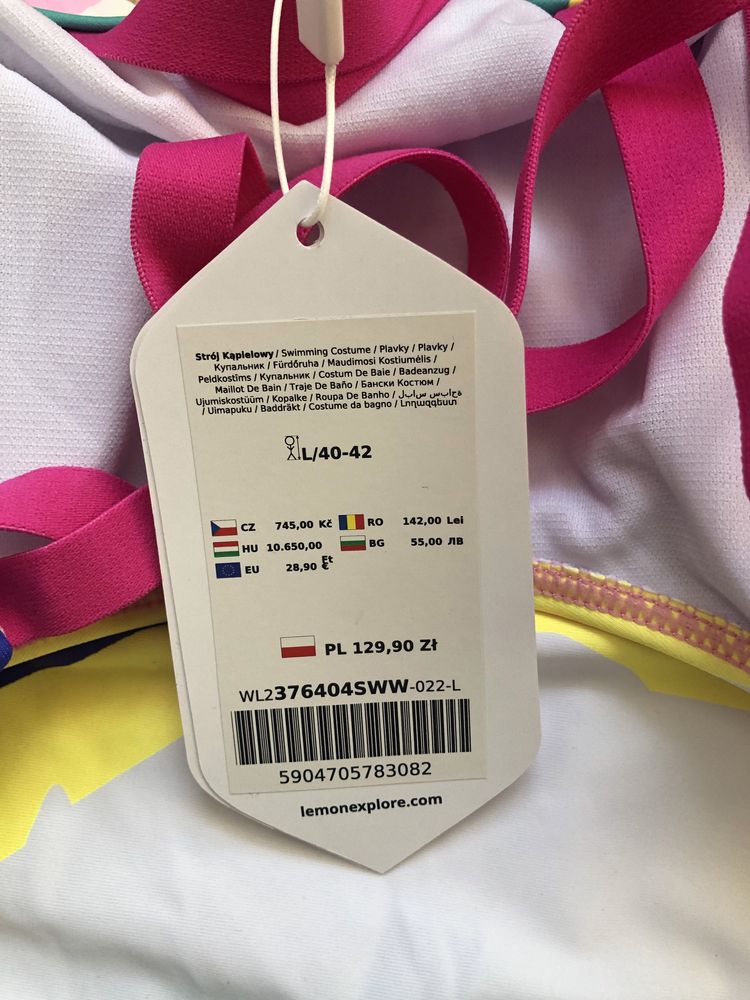 Strój Kąpielowy / Swimming Costume / Plavky / Plavky /
Купальник / Fürdőruha / Maudimosi Kostiumėlis /
Peldkostīms / Купальник / Costum De Baie / Badeanzug /
Maillot De Bain / Traje De Baño / Бански Костюм /
Ujumiskostüüm / Kopalke / Roupa De Banho / لباس سباحة
/ Uimapuku / Baddräkt / Costume da bagno / Լողազգեստ
L/40-42
CZ 745,00 Kč RO 142,00 Lei
HU 10.650,00 Ft BG 55,00 ЛВ
EU 28,90 €
PL 129,90 Zł
WL2376404SWW-022-L
5904705783082
lemonexplore.com